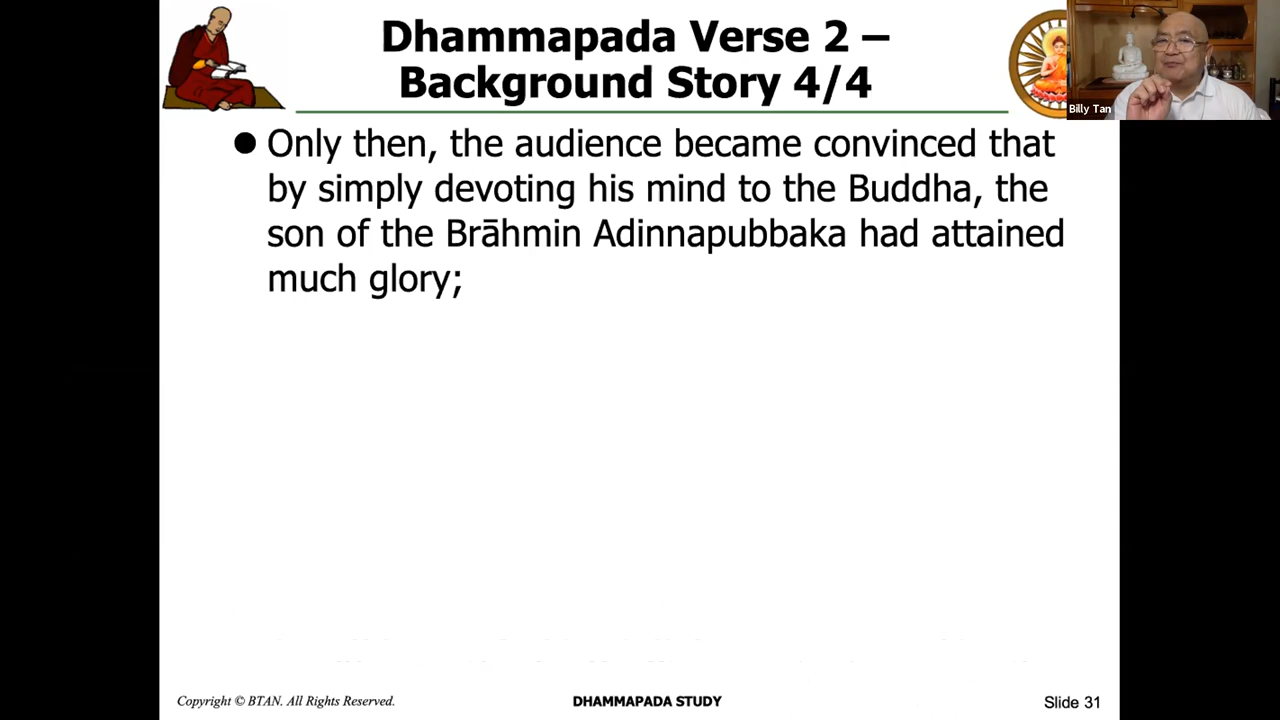 Dhammapada Verse 2 –
Background Story 4/4
Billy Tan
● Only then, the audience became convinced that
by simply devoting his mind to the Buddha, the
son of the Brāhmin Adinnapubbaka had attained
much glory;
Copyright © BTAN. All Rights Reserved.
DHAMMAPADA STUDY
Slide 31